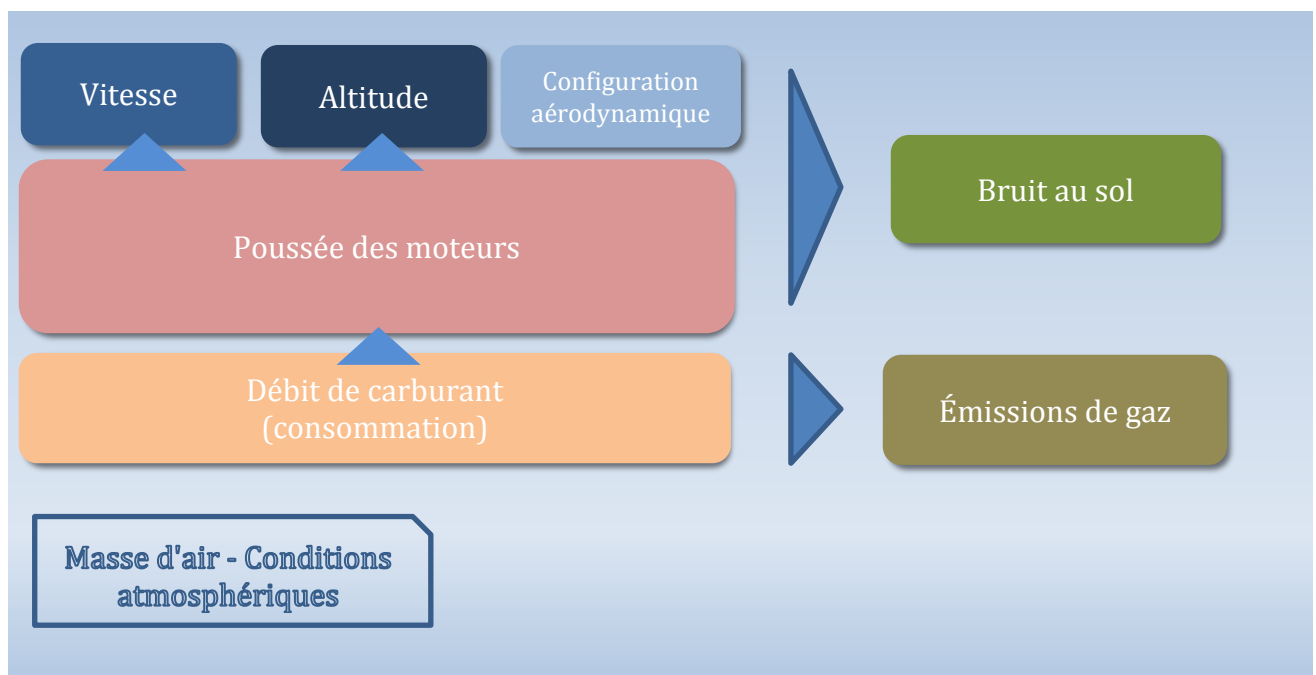 Vitesse
Altitude
Configuration
aérodynamique
Bruit au sol
Poussée des moteurs
Débit de carburant
(consommation)
Émissions de gaz
Masse d'air - Conditions
atmosphériques